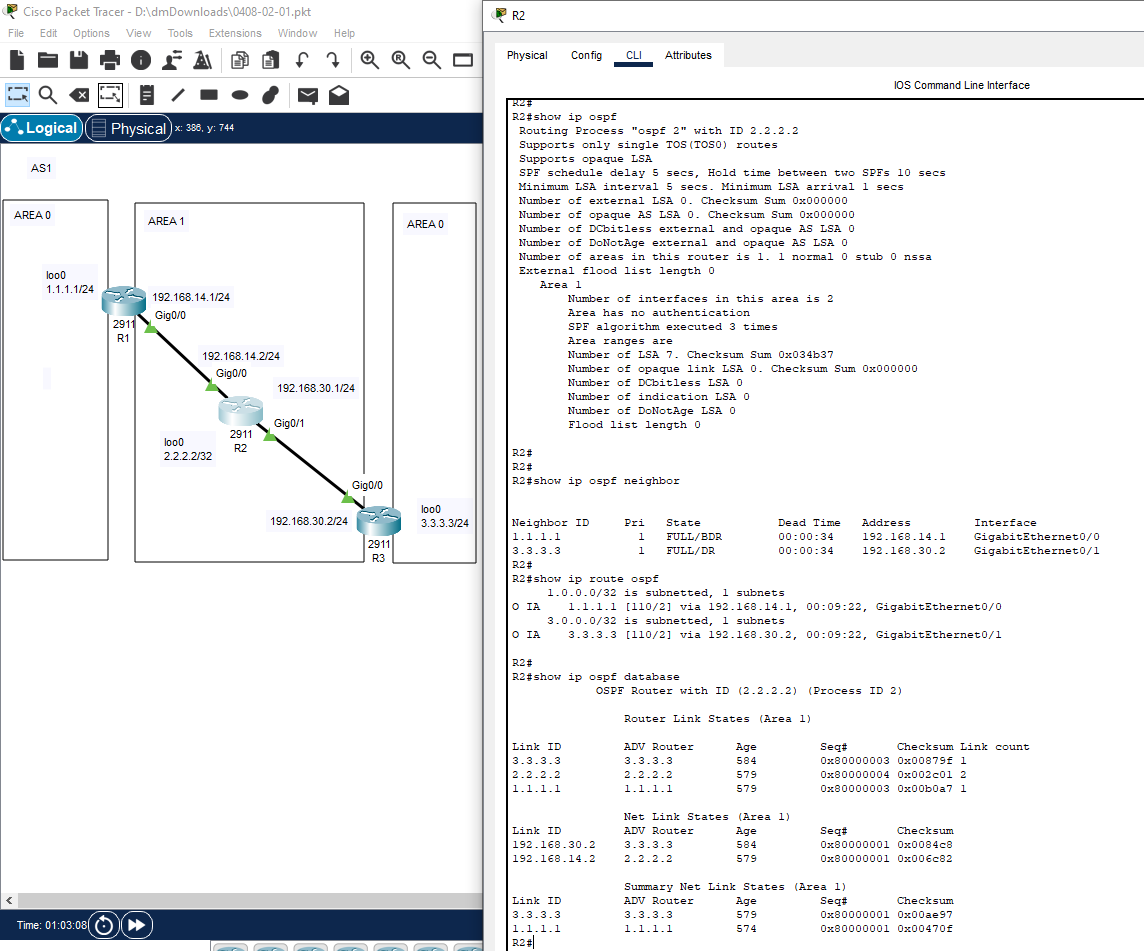 Cisco Packet Tracer - D:\dmDownloads\0408-02-01.pkt
File Edit Options View Tools Extensions Window Help
Logical Physical x: 386, y: 744
AS1
AREA 0
AREA 1
AREA 0
loo0
1.1.1.1/24
192.168.14.1/24
Gig0/0
2911
R1
192.168.14.2/24
Gig0/0
192.168.30.1/24
Gig0/1
2911
R2
loo0
2.2.2.2/32
Gig0/0
192.168.30.2/24
loo0
3.3.3.3/24
2911
R3
Time: 01:03:08
R2
Physical Config CLI Attributes
IOS Command Line Interface
R2#
R2#show ip ospf
Routing Process "ospf 2" with ID 2.2.2.2
Supports only single TOS(TOS0) routes
Supports opaque LSA
SPF schedule delay 5 secs, Hold time between two SPFs 10 secs
Minimum LSA interval 5 secs. Minimum LSA arrival 1 secs
Number of external LSA 0. Checksum Sum 0x000000
Number of opaque AS LSA 0. Checksum Sum 0x000000
Number of DCbitless external and opaque AS LSA 0
Number of DoNotAge external and opaque AS LSA 0
Number of areas in this router is 1. 1 normal 0 stub 0 nssa
External flood list length 0
Area 1
Number of interfaces in this area is 2
Area has no authentication
SPF algorithm executed 3 times
Area ranges are
Number of LSA 7. Checksum Sum 0x034b37
Number of opaque link LSA 0. Checksum Sum 0x000000
Number of DCbitless LSA 0
Number of indication LSA 0
Number of DoNotAge LSA 0
Flood list length 0
R2#
R2#
R2#show ip ospf neighbor
Neighbor ID Pri State Dead Time Address Interface
1.1.1.1 1 FULL/BDR 00:00:34 192.168.14.1 GigabitEthernet0/0
3.3.3.3 1 FULL/DR 00:00:34 192.168.30.2 GigabitEthernet0/1
R2#
R2#show ip route ospf
1.0.0.0/32 is subnetted, 1 subnets
O IA 1.1.1.1 [110/2] via 192.168.14.1, 00:09:22, GigabitEthernet0/0
3.0.0.0/32 is subnetted, 1 subnets
O IA 3.3.3.3 [110/2] via 192.168.30.2, 00:09:22, GigabitEthernet0/1
R2#
R2#show ip ospf database
OSPF Router with ID (2.2.2.2) (Process ID 2)
Router Link States (Area 1)
Link ID ADV Router Age Seq# Checksum Link count
3.3.3.3 3.3.3.3 584 0x80000003 0x00879f 1
2.2.2.2 2.2.2.2 579 0x80000004 0x002c01 2
1.1.1.1 1.1.1.1 579 0x80000003 0x00b0a7 1
Net Link States (Area 1)
Link ID ADV Router Age Seq# Checksum
192.168.30.2 3.3.3.3 584 0x80000001 0x0084c8
192.168.14.2 2.2.2.2 579 0x80000001 0x006c82
Summary Net Link States (Area 1)
Link ID ADV Router Age Seq# Checksum
3.3.3.3 3.3.3.3 579 0x80000001 0x00ae97
1.1.1.1 1.1.1.1 574 0x80000001 0x00470f
R2#